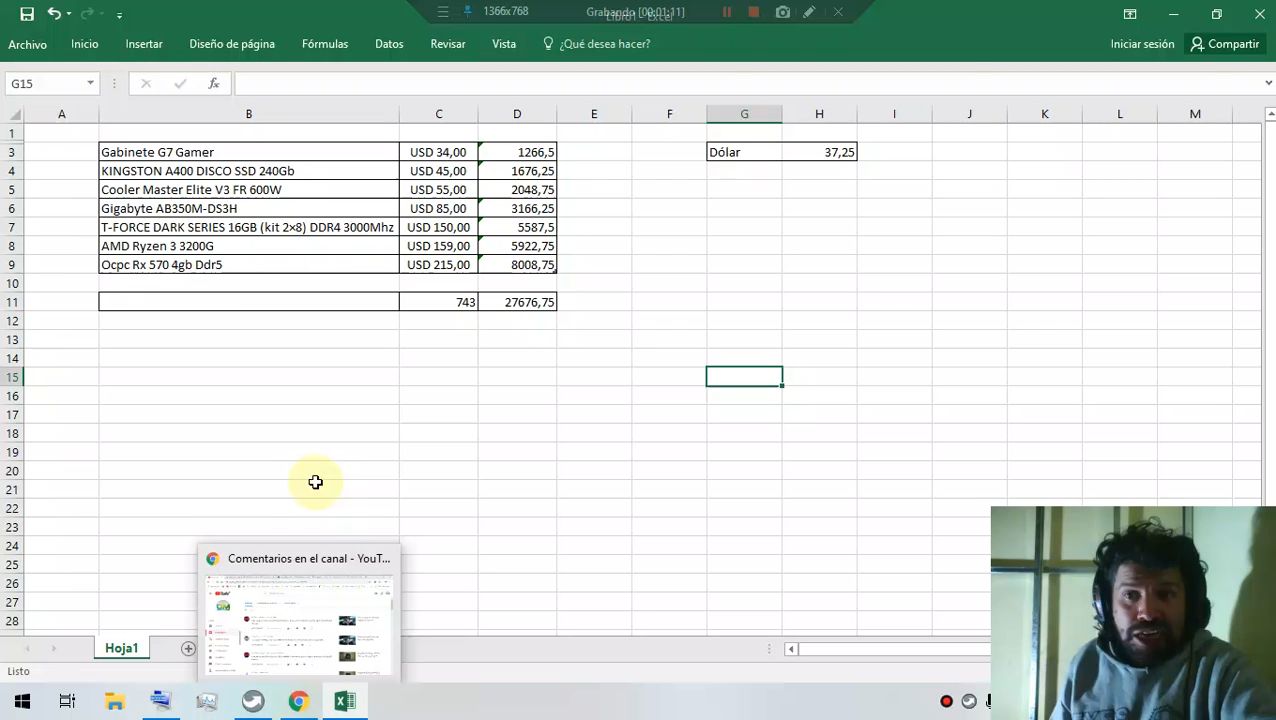 1366x768
Grabando [00:01:11]
Libro1 - Excel
Archivo Inicio Insertar Diseño de página Fórmulas Datos Revisar Vista ¿Qué desea hacer? Iniciar sesión Compartir
G15 fx
A B C D E F G H I J K L M
1
3 Gabinete G7 Gamer USD 34,00 1266,5 Dólar 37,25
4 KINGSTON A400 DISCO SSD 240Gb USD 45,00 1676,25
5 Cooler Master Elite V3 FR 600W USD 55,00 2048,75
6 Gigabyte AB350M-DS3H USD 85,00 3166,25
7 T-FORCE DARK SERIES 16GB (kit 2×8) DDR4 3000Mhz USD 150,00 5587,5
8 AMD Ryzen 3 3200G USD 159,00 5922,75
9 Ocpc Rx 570 4gb Ddr5 USD 215,00 8008,75
10
11 743 27676,75
12
13
14
15
16
17
18
19
20
21
22
23
24
25 Comentarios en el canal - YouT...
26
27
28
Hoja1
Listo